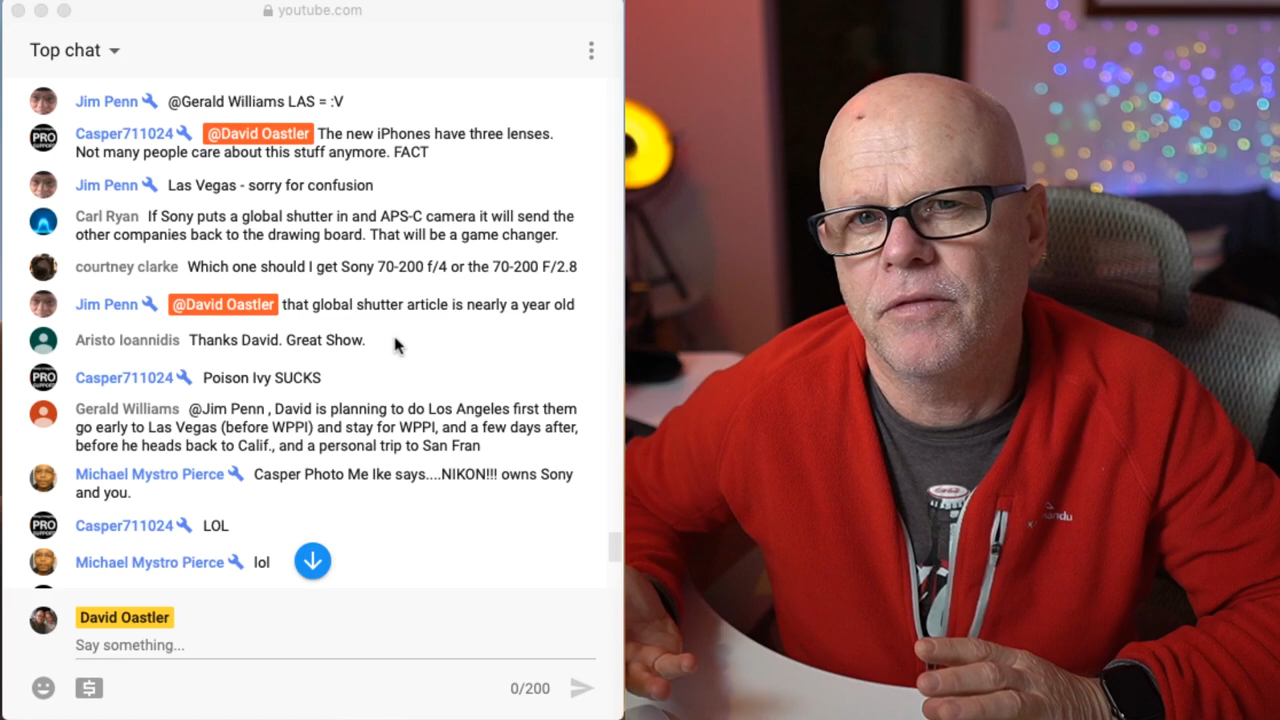 youtube.com
Top chat
Jim Penn @Gerald Williams LAS = :V
PRO SUPPORT
Casper711024 @David Oastler The new iPhones have three lenses.
Not many people care about this stuff anymore. FACT
Jim Penn Las Vegas - sorry for confusion
Carl Ryan If Sony puts a global shutter in and APS-C camera it will send the
other companies back to the drawing board. That will be a game changer.
courtney clarke Which one should I get Sony 70-200 f/4 or the 70-200 F/2.8
Jim Penn @David Oastler that global shutter article is nearly a year old
Aristo Ioannidis Thanks David. Great Show.
PRO SUPPORT
Casper711024 Poison Ivy SUCKS
Gerald Williams @Jim Penn , David is planning to do Los Angeles first them
go early to Las Vegas (before WPPI) and stay for WPPI, and a few days after,
before he heads back to Calif., and a personal trip to San Fran
Michael Mystro Pierce Casper Photo Me Ike says....NIKON!!! owns Sony
and you.
PRO SUPPORT
Casper711024 LOL
Michael Mystro Pierce lol
David Oastler
Say something...
$
0/200